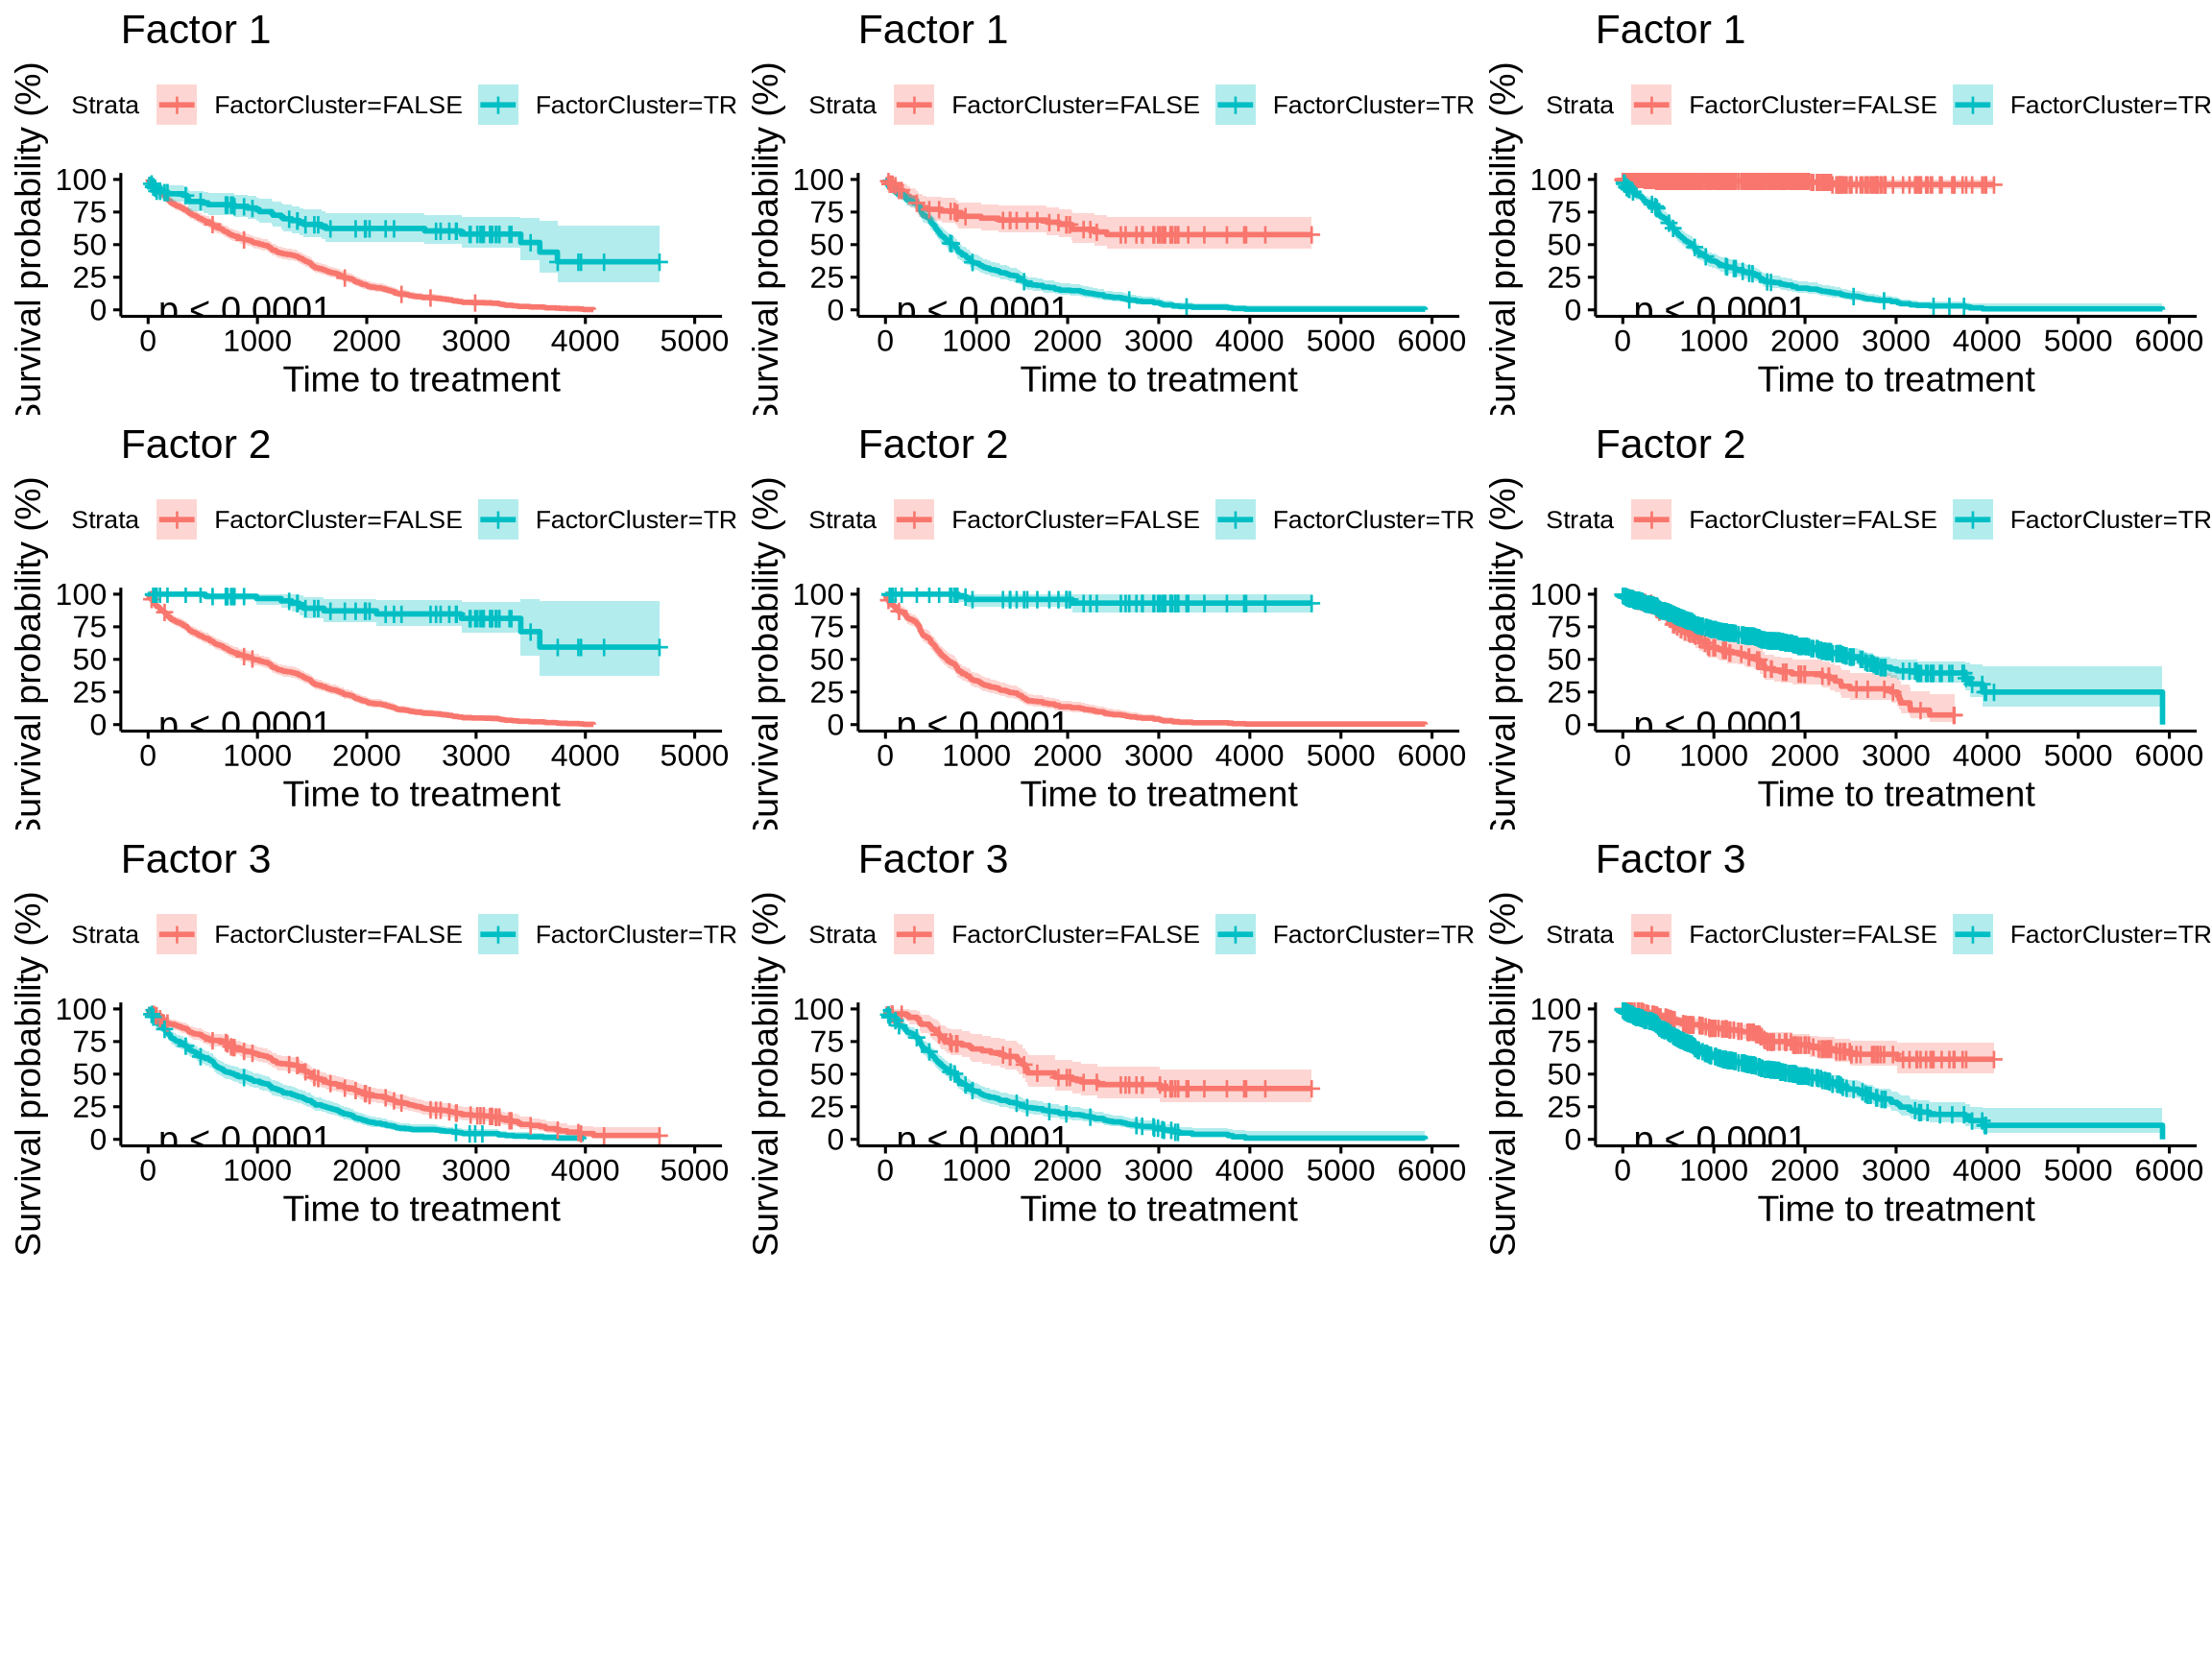 Factor 1
Survival probability (%)
Strata FactorCluster=FALSE FactorCluster=TR
100
75
50
25
0
p < 0.0001
0 1000 2000 3000 4000 5000
Time to treatment
Factor 1
Survival probability (%)
Strata FactorCluster=FALSE FactorCluster=TR
100
75
50
25
0
p < 0.0001
0 1000 2000 3000 4000 5000 6000
Time to treatment
Factor 1
Survival probability (%)
Strata FactorCluster=FALSE FactorCluster=TR
100
75
50
25
0
p < 0.0001
0 1000 2000 3000 4000 5000 6000
Time to treatment
Factor 2
Survival probability (%)
Strata FactorCluster=FALSE FactorCluster=TR
100
75
50
25
0
p < 0.0001
0 1000 2000 3000 4000 5000
Time to treatment
Factor 2
Survival probability (%)
Strata FactorCluster=FALSE FactorCluster=TR
100
75
50
25
0
p < 0.0001
0 1000 2000 3000 4000 5000 6000
Time to treatment
Factor 2
Survival probability (%)
Strata FactorCluster=FALSE FactorCluster=TR
100
75
50
25
0
p < 0.0001
0 1000 2000 3000 4000 5000 6000
Time to treatment
Factor 3
Survival probability (%)
Strata FactorCluster=FALSE FactorCluster=TR
100
75
50
25
0
p < 0.0001
0 1000 2000 3000 4000 5000
Time to treatment
Factor 3
Survival probability (%)
Strata FactorCluster=FALSE FactorCluster=TR
100
75
50
25
0
p < 0.0001
0 1000 2000 3000 4000 5000 6000
Time to treatment
Factor 3
Survival probability (%)
Strata FactorCluster=FALSE FactorCluster=TR
100
75
50
25
0
p < 0.0001
0 1000 2000 3000 4000 5000 6000
Time to treatment